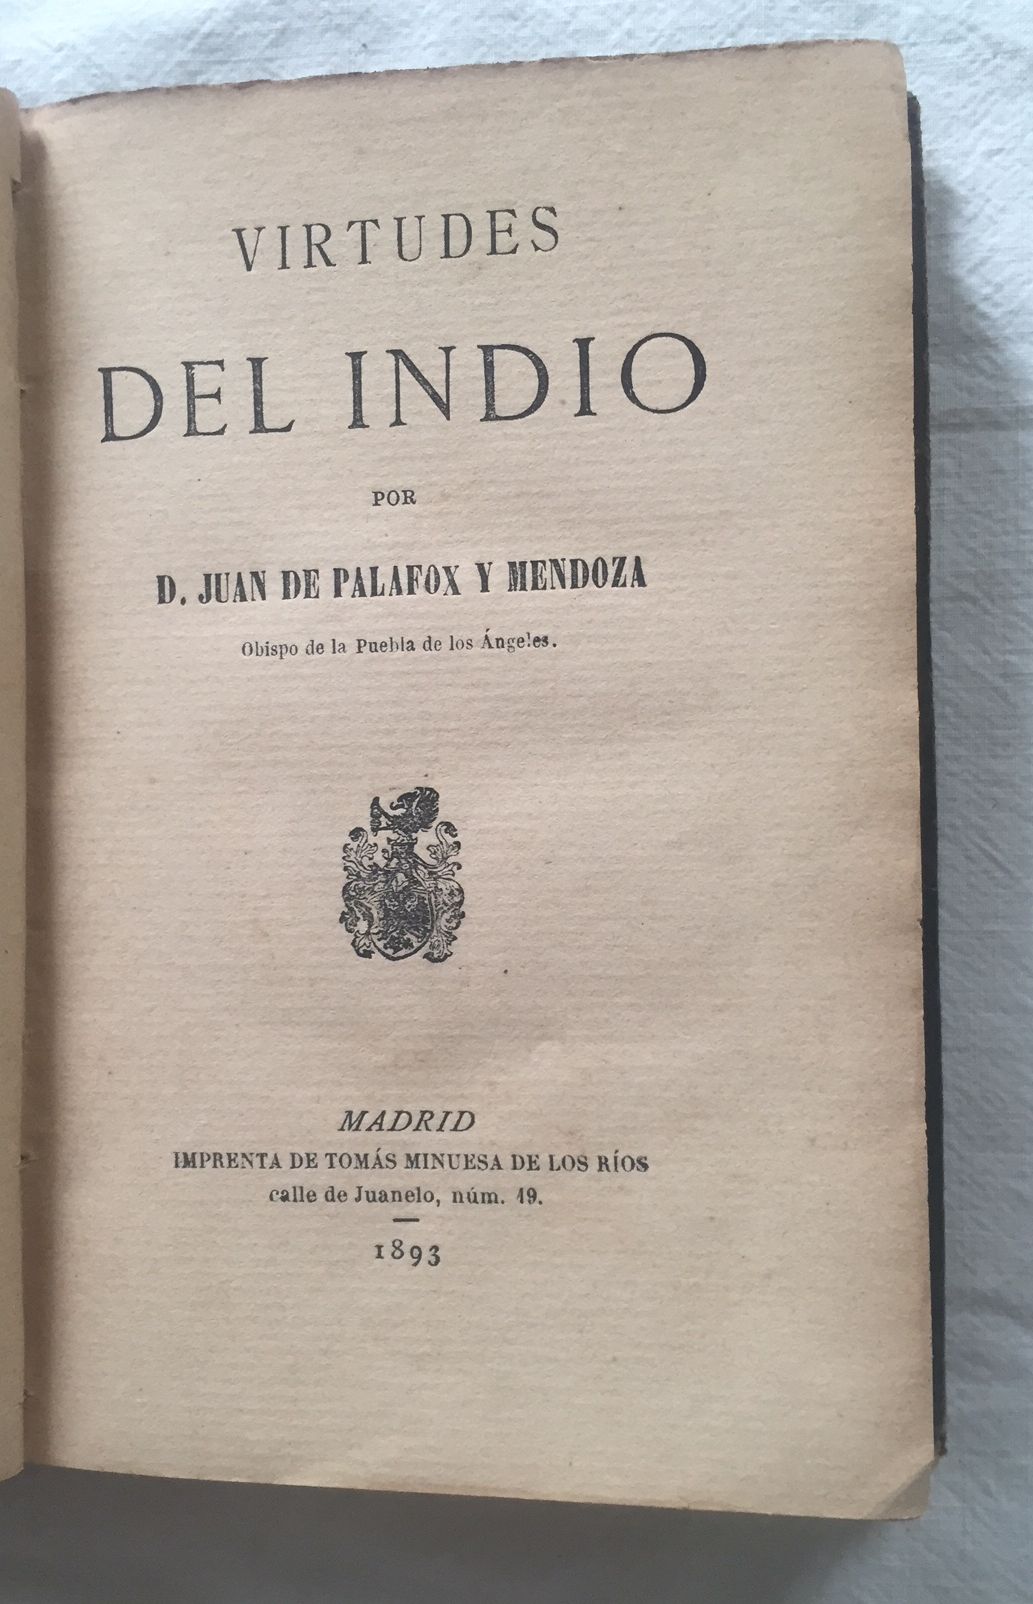 VIRTUDES
DEL INDIO
POR
D. JUAN DE PALAFOX Y MENDOZA
Obispo de la Puebla de los Ángeles.
MADRID
IMPRENTA DE TOMÁS MINUESA DE LOS RÍOS
calle de Juanelo, núm. 19.
1893